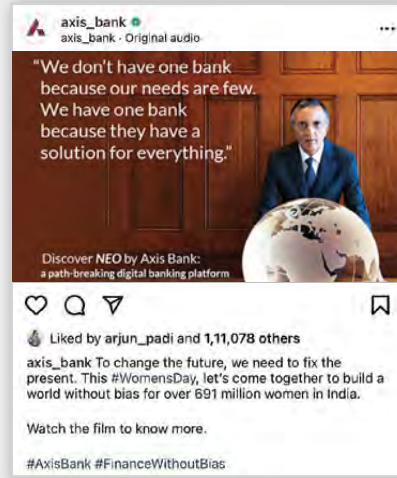 axis_bank
axis_bank · Original audio
“We don't have one bank
because our needs are few.
We have one bank
because they have a
solution for everything.”
Discover NEO by Axis Bank:
a path-breaking digital banking platform
Liked by arjun_padi and 1,11,078 others
axis_bank To change the future, we need to fix the
present. This #WomensDay, let's come together to build a
world without bias for over 691 million women in India.
Watch the film to know more.
#AxisBank #FinanceWithoutBias